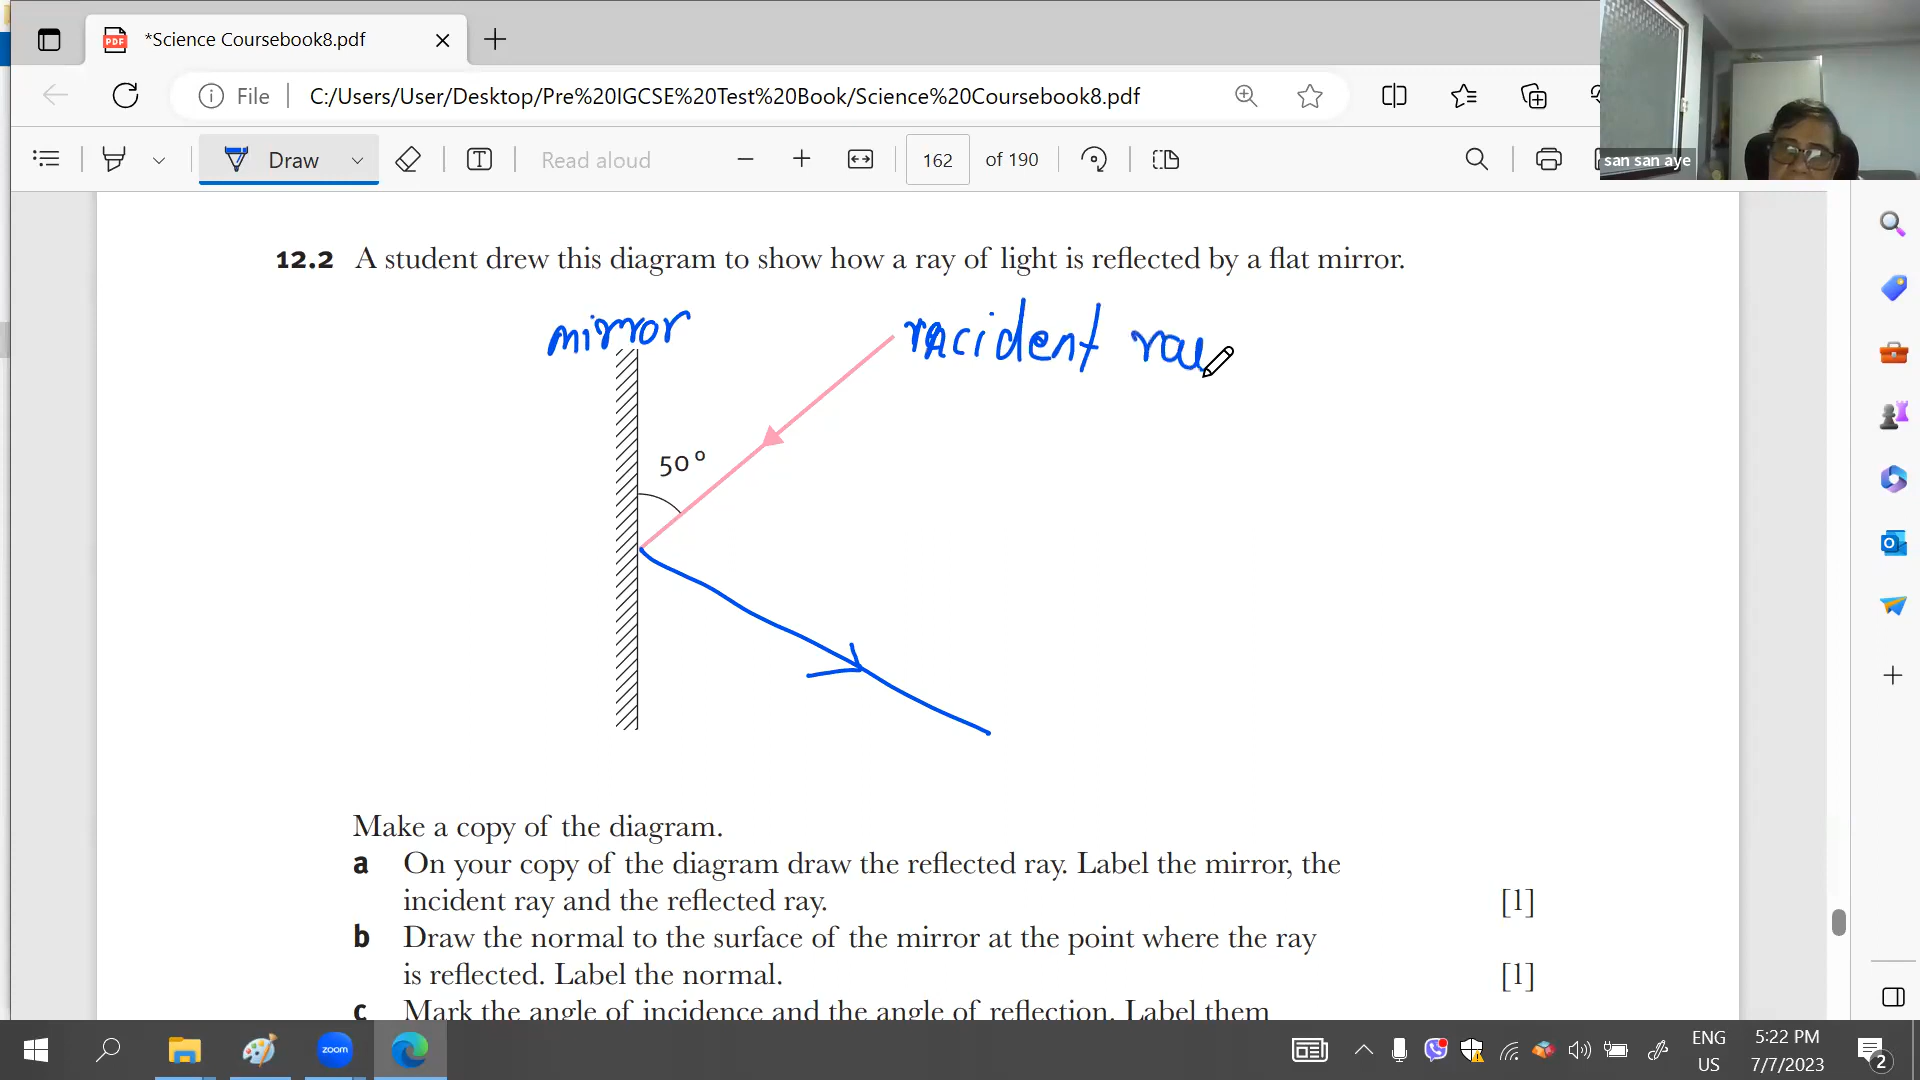 *Science Coursebook8.pdf
File
C:/Users/User/Desktop/Pre%20IGCSE%20Test%20Book/Science%20Coursebook8.pdf
Draw
Read aloud
162 of 190
san san aye
12.2 A student drew this diagram to show how a ray of light is reflected by a flat mirror.
mirror
ray
50°
Make a copy of the diagram.
a On your copy of the diagram draw the reflected ray. Label the mirror, the
incident ray and the reflected ray. [1]
b Draw the normal to the surface of the mirror at the point where the ray
is reflected. Label the normal. [1]
c Mark the angle of incidence and the angle of reflection. Label them
zoom
ENG
US
5:22 PM
7/7/2023
2